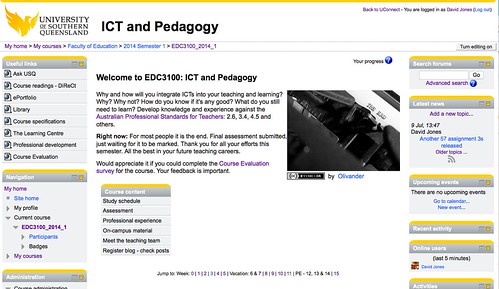 Back to UConnect - You are logged in as David Jones (Log out)
UNIVERSITY
OF SOUTHERN
QUEENSLAND
ICT and Pedagogy
My home > My courses > Faculty of Education > 2014 Semester 1 > EDC3100_2014_1
Turn editing on
Useful links
Ask USQ
Course readings - DiReCt
ePortfolio
Library
Course specifications
The Learning Centre
Professional development
Course Evaluation
Navigation
My home
Site home
My profile
Current course
EDC3100_2014_1
Participants
Badges
My courses
Administration
Course administration
Your progress
Welcome to EDC3100: ICT and Pedagogy
Why and how will you integrate ICTs into your teaching and learning?
Why? Why not? How do you know if it's any good? What do you still
need to learn? Develop knowledge and experience against the
Australian Professional Standards for Teachers: 2.6, 3.4, 4.5 and
others.
Right now: For most people it is the end. Final assessment submitted,
just waiting for it to be marked. Thank you for all your efforts this
semester. All the best in your future teaching careers.
Would appreciate it if you could complete the Course Evaluation
survey for the course. Your feedback is important.
THE END
by Olivander
Course content
Study schedule
Assessment
Professional experience
On-campus material
Meet the teaching team
Register blog - check posts
Jump to: Week: 0 | 1 | 2 | 3 | 4 | 5 | Vacation: 6 & 7 | 8 | 9 | 10 | 11 | PE - 12, 13 & 14 | 15
Search forums
Go
Advanced search
Latest news
Add a new topic...
9 Jul, 13:47
David Jones
Another 57 assignment 3s
released
Older topics ...
Upcoming events
There are no upcoming events
Go to calendar...
New event...
Recent activity
Online users
(last 5 minutes)
David Jones
Activities